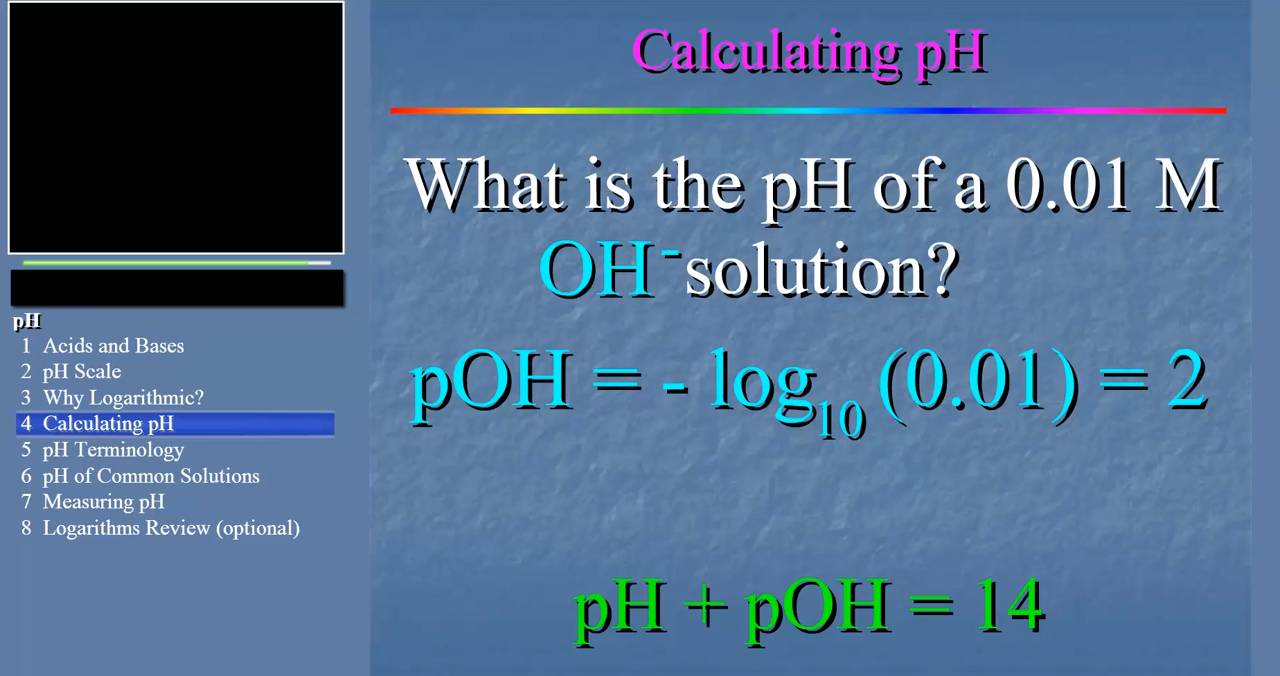 pH
1 Acids and Bases
2 pH Scale
3 Why Logarithmic?
4 Calculating pH
5 pH Terminology
6 pH of Common Solutions
7 Measuring pH
8 Logarithms Review (optional)
Calculating pH
What is the pH of a 0.01 M
OH⁻ solution?
pOH = - log₁₀ (0.01) = 2
pH + pOH = 14